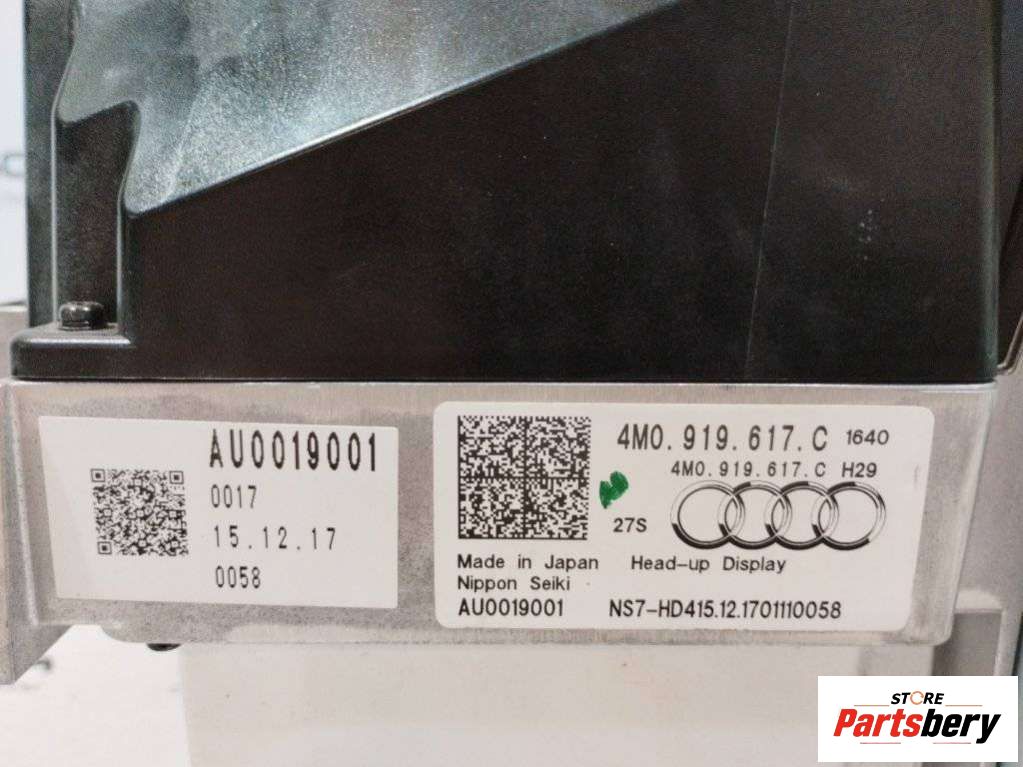 AU0019001
0017
15.12.17
0058
4M0.919.617.C 1640
4M0.919.617.C H29
27S
Made in Japan Head-up Display
Nippon Seiki
AU0019001 NS7-HD415.12.1701110058
STORE
Partsbery